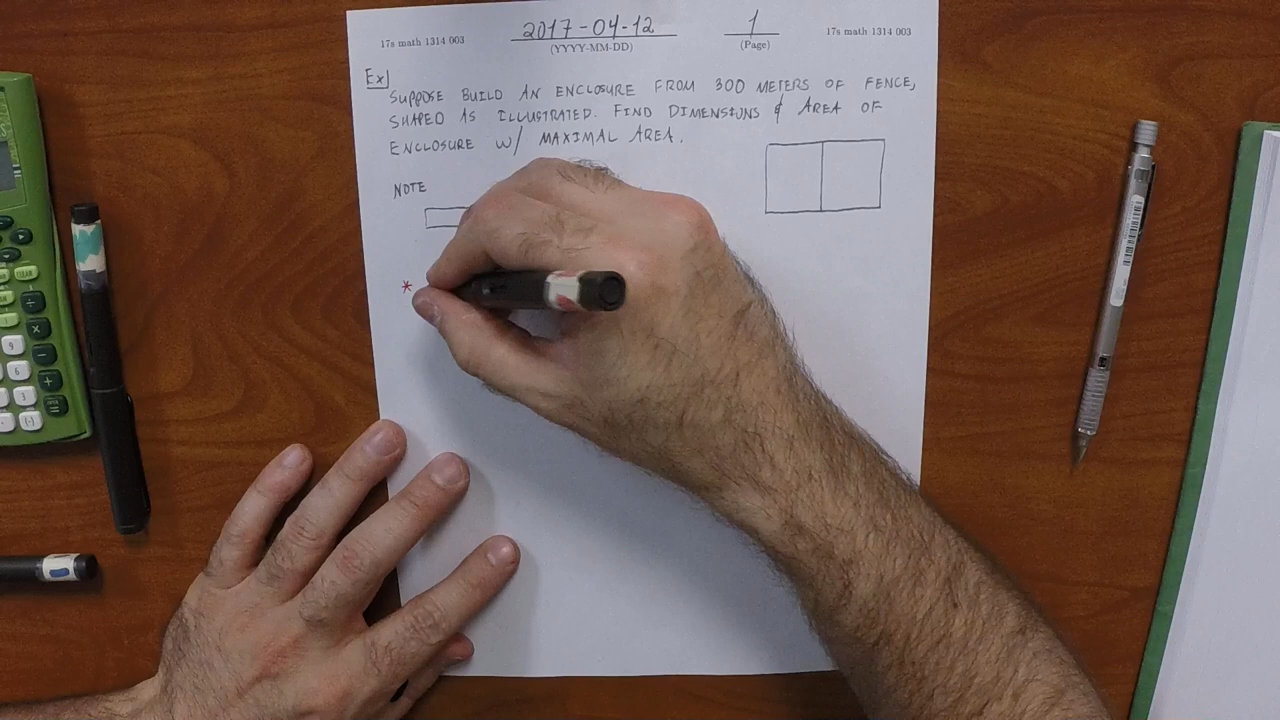 17s math 1314 003
2017-04-12
(YYYY-MM-DD)
1
(Page)
17s math 1314 003
Ex]
SUPPOSE BUILD AN ENCLOSURE FROM 300 METERS OF FENCE,
SHAPED AS ILLUSTRATED. FIND DIMENSIONS & AREA OF
ENCLOSURE W/ MAXIMAL AREA.
NOTE
*